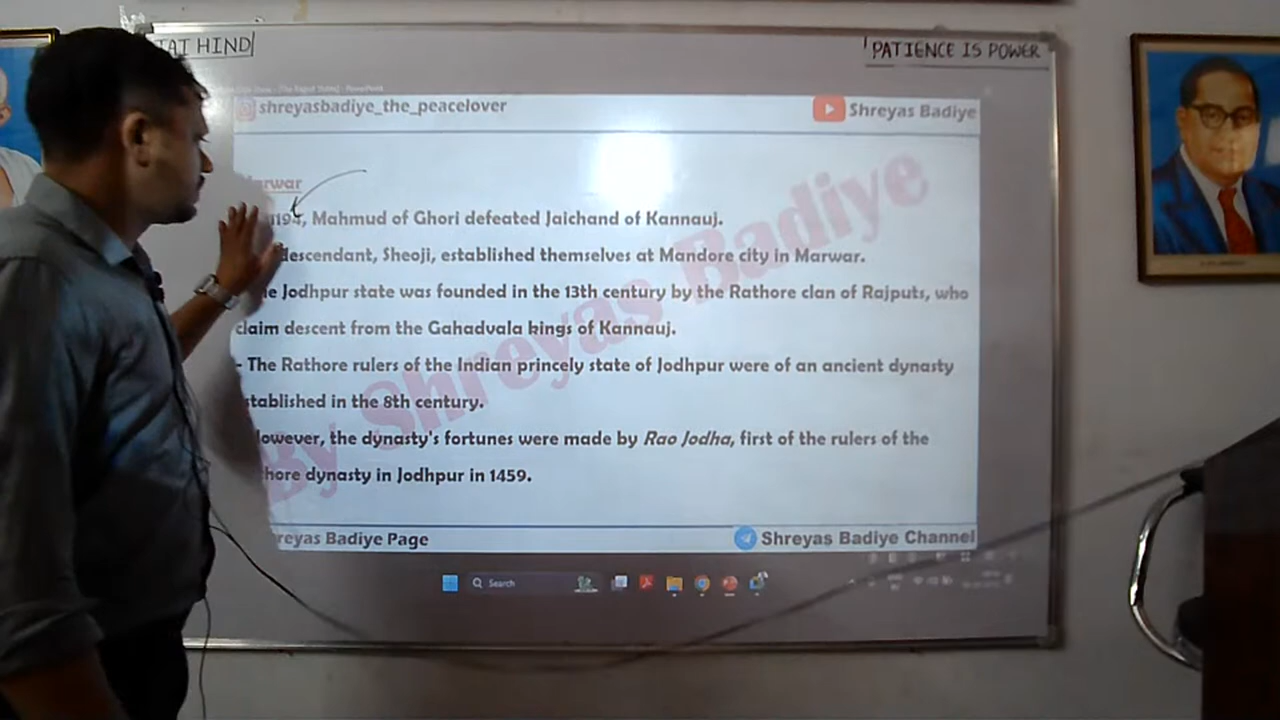 JAI HIND
PATIENCE IS POWER
shreyasbadiye_the_peacelover
Shreyas Badiye
arwar
1194, Mahmud of Ghori defeated Jaichand of Kannauj.
descendant, Sheoji, established themselves at Mandore city in Marwar.
e Jodhpur state was founded in the 13th century by the Rathore clan of Rajputs, who
claim descent from the Gahadvala kings of Kannauj.
- The Rathore rulers of the Indian princely state of Jodhpur were of an ancient dynasty
stablished in the 8th century.
owever, the dynasty's fortunes were made by Rao Jodha, first of the rulers of the
hore dynasty in Jodhpur in 1459.
By Shreyas Badiye
reyas Badiye Page
Shreyas Badiye Channel
Search